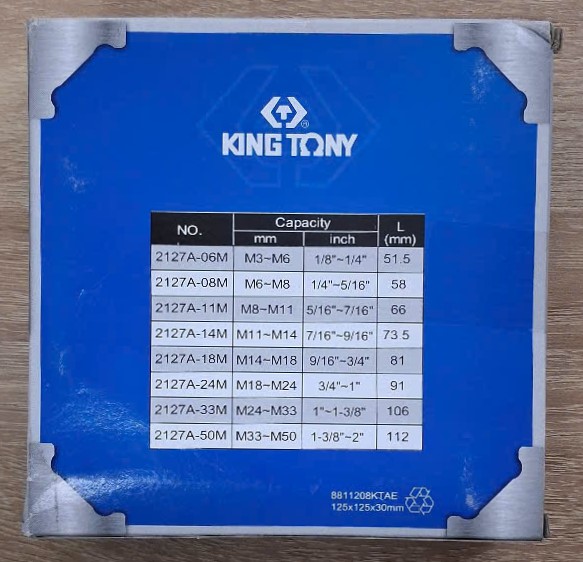 KING TONY
NO. Capacity L
mm inch (mm)
2127A-06M M3~M6 1/8"~1/4" 51.5
2127A-08M M6~M8 1/4"~5/16" 58
2127A-11M M8~M11 5/16"~7/16" 66
2127A-14M M11~M14 7/16"~9/16" 73.5
2127A-18M M14~M18 9/16"~3/4" 81
2127A-24M M18~M24 3/4"~1" 91
2127A-33M M24~M33 1"~1-3/8" 106
2127A-50M M33~M50 1-3/8"~2" 112
8811208KTAE
125x125x30mm